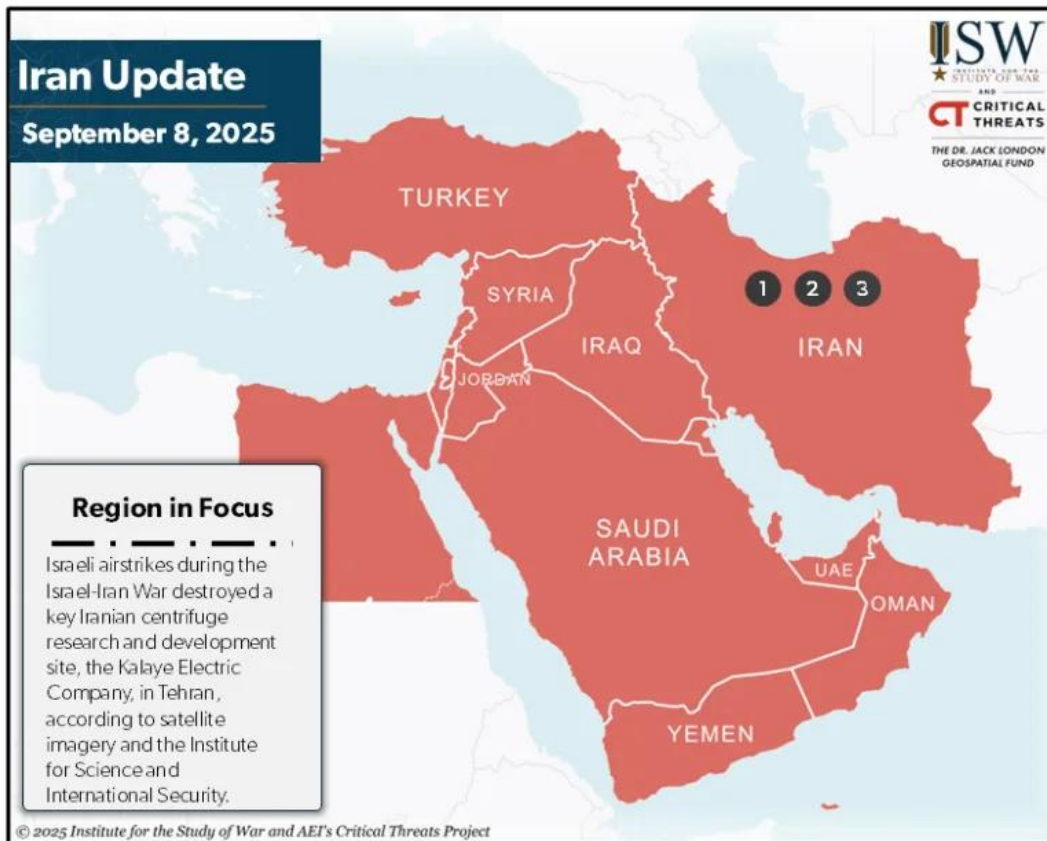 Iran Update
September 8, 2025
ISW
INSTITUTE FOR THE
STUDY OF WAR
AND
CT CRITICAL
THREATS
THE DR. JACK LONDON
GEOSPATIAL FUND
TURKEY
1 2 3
SYRIA
IRAQ
IRAN
JORDAN
SAUDI
ARABIA
UAE
OMAN
YEMEN
Region in Focus
Israeli airstrikes during the
Israel-Iran War destroyed a
key Iranian centrifuge
research and development
site, the Kalaye Electric
Company, in Tehran,
according to satellite
imagery and the Institute
for Science and
International Security.
© 2025 Institute for the Study of War and AEI's Critical Threats Project